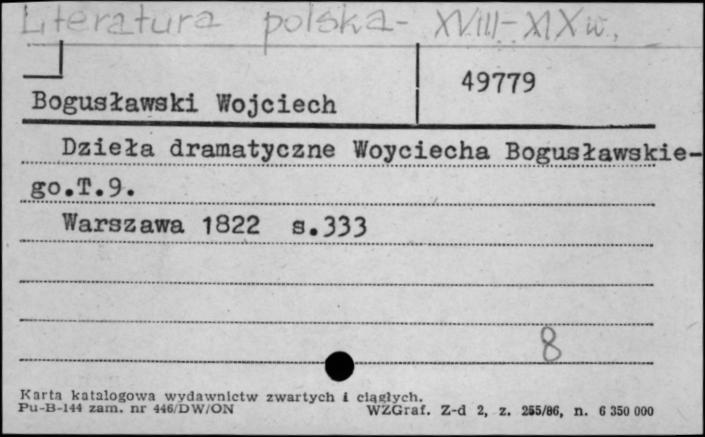 Literatura polska - XVIII-XIX w.,
49779
Bogusławski Wojciech
Dzieła dramatyczne Woyciecha Bogusławskie-
go.T.9.
Warszawa 1822 s.333
8
Karta katalogowa wydawnictw zwartych i ciągłych.
Pu-B-144 zam. nr 446/DW/ON WZGraf. Z-d 2, z. 255/86, n. 6 350 000